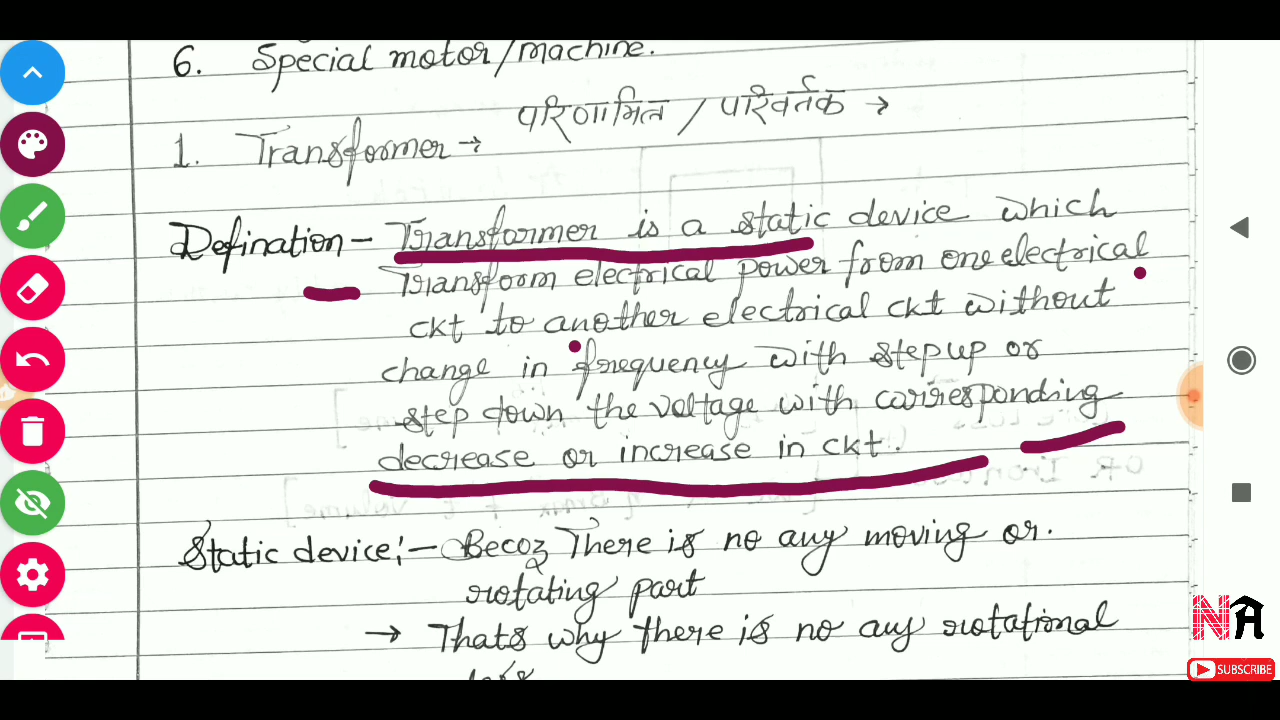 6. Special motor/machine.
परिणामित्र / परिवर्तक →
1. Transformer →
Defination - Transformer is a static device which
Transform electrical power from one electrical
ckt to another electrical ckt without
change in frequency with step up or
step down the voltage with corresponding
decrease or increase in ckt.
Static device:- Becoz There is no any moving or.
rotating part
→ Thats why there is no any rotational
NA
SUBSCRIBE